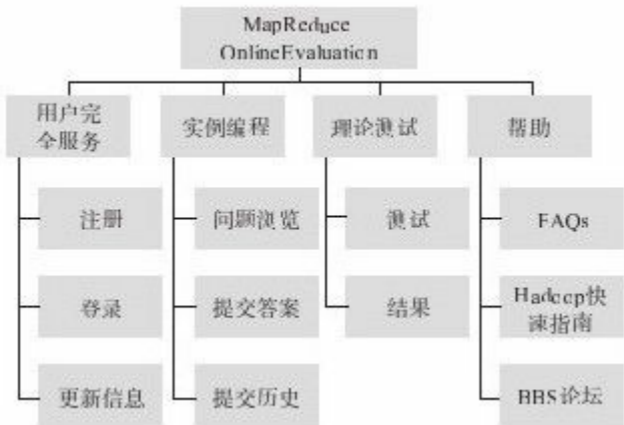 MapReduce
OnlineEvaluation
用户完
全服务
实例编程
理论测试
帮助
注册
问题浏览
测试
FAQs
登录
提交答案
结果
Hadoop快
速指南
更新信息
提交历史
BBS论坛